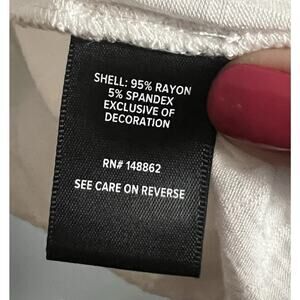 SHELL: 95% RAYON
5% SPANDEX
EXCLUSIVE OF
DECORATION
RN# 148862
SEE CARE ON REVERSE